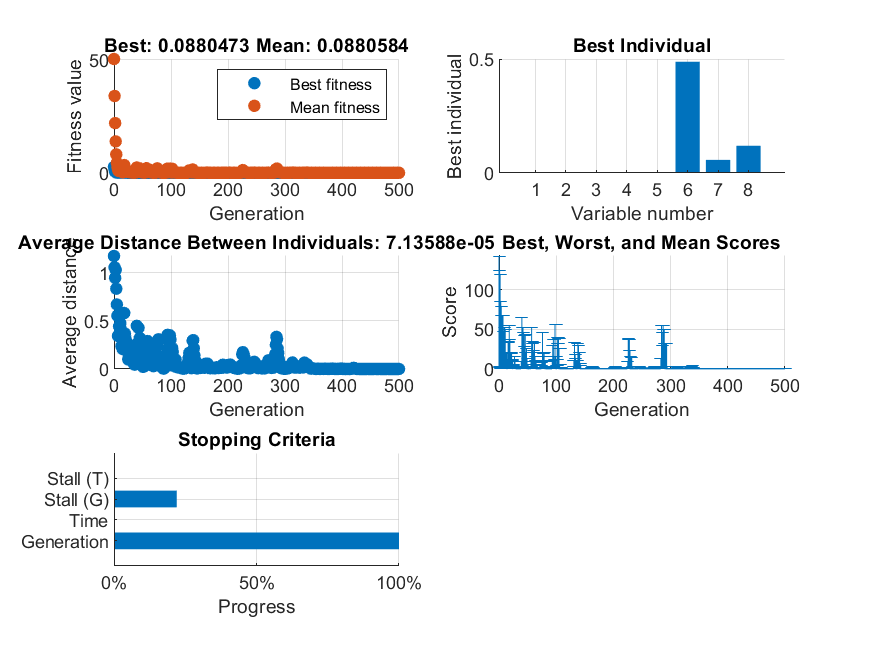 Best: 0.0880473 Mean: 0.0880584
Fitness value
50
0
Best fitness
Mean fitness
0 100 200 300 400 500
Generation
Best Individual
Best individual
0.5
0
1 2 3 4 5 6 7 8
Variable number
Average Distance Between Individuals: 7.13588e-05
Average distance
1
0.5
0
0 100 200 300 400 500
Generation
Best, Worst, and Mean Scores
Score
100
50
0
0 100 200 300 400 500
Generation
Stopping Criteria
Stall (T)
Stall (G)
Time
Generation
0% 50% 100%
Progress